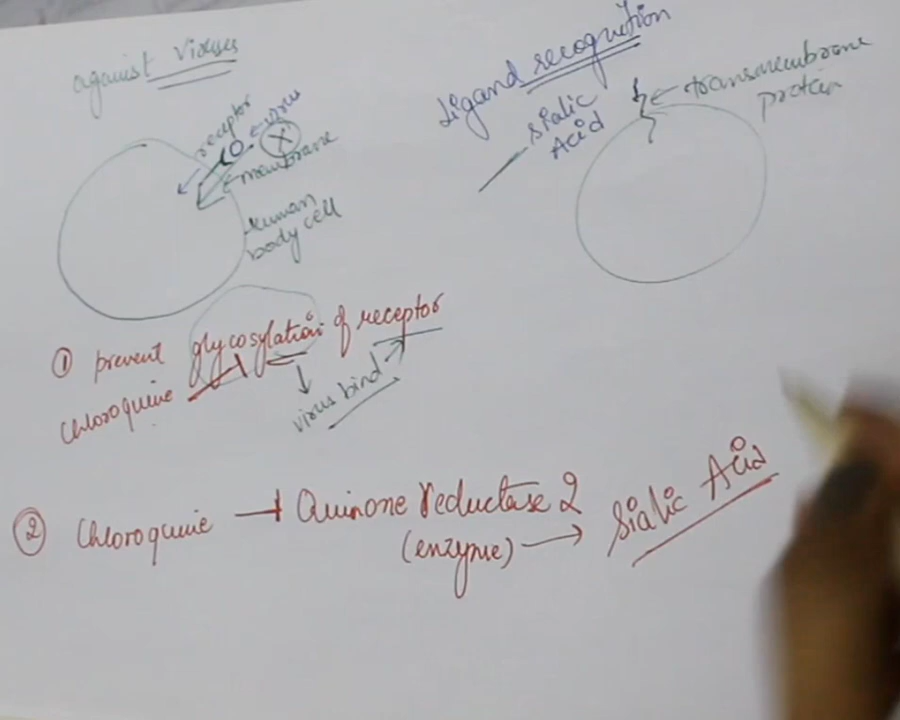 against Viruses
receptor
virus
membrane
Human
body cell
Ligand recognition
Sialic
Acid
transmembrane
protein
① prevent glycosylation of receptor
Chloroquine
virus bind
② Chloroquine Quinone reductase 2
(enzyme) → Sialic Acid